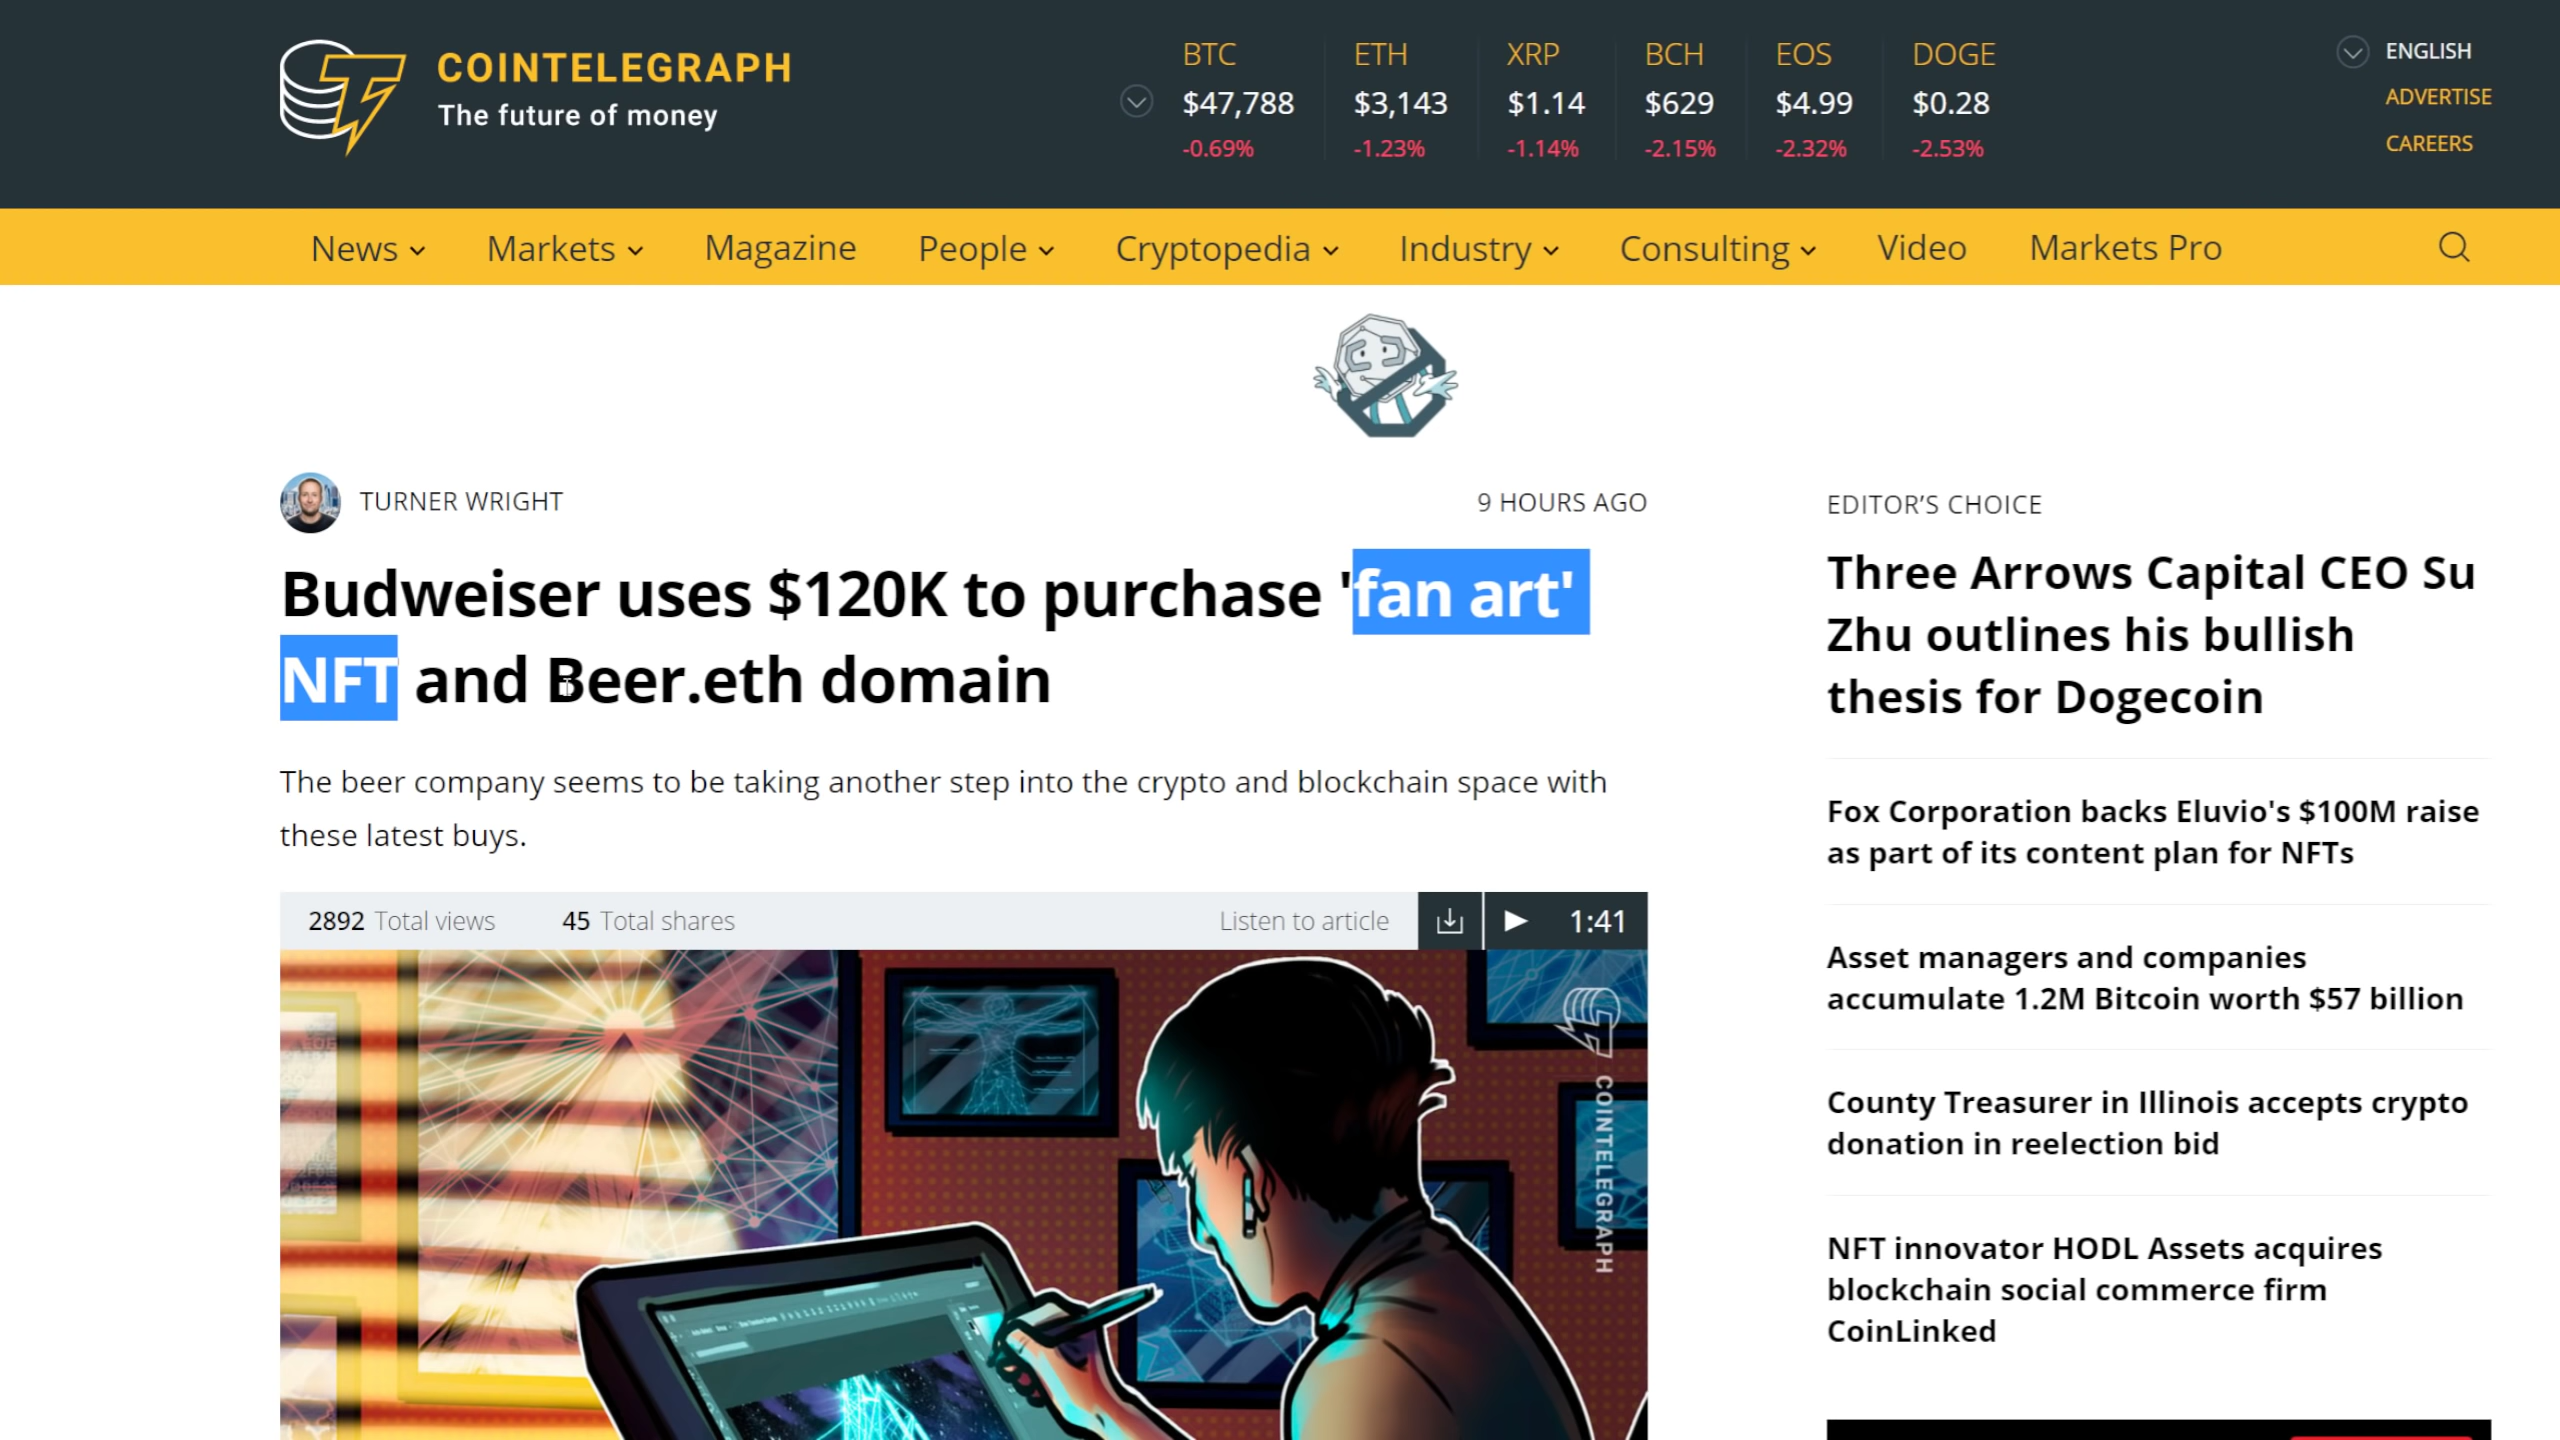 COINTELEGRAPH
The future of money
BTC ETH XRP BCH EOS DOGE
$47,788 $3,143 $1.14 $629 $4.99 $0.28
-0.69% -1.23% -1.14% -2.15% -2.32% -2.53%
ENGLISH
ADVERTISE
CAREERS
News Markets Magazine People Cryptopedia Industry Consulting Video Markets Pro
TURNER WRIGHT
9 HOURS AGO
Budweiser uses $120K to purchase 'fan art'
NFT and Beer.eth domain
The beer company seems to be taking another step into the crypto and blockchain space with
these latest buys.
2892 Total views 45 Total shares Listen to article 1:41
COINTELEGRAPH
EDITOR’S CHOICE
Three Arrows Capital CEO Su
Zhu outlines his bullish
thesis for Dogecoin
Fox Corporation backs Eluvio's $100M raise
as part of its content plan for NFTs
Asset managers and companies
accumulate 1.2M Bitcoin worth $57 billion
County Treasurer in Illinois accepts crypto
donation in reelection bid
NFT innovator HODL Assets acquires
blockchain social commerce firm
CoinLinked